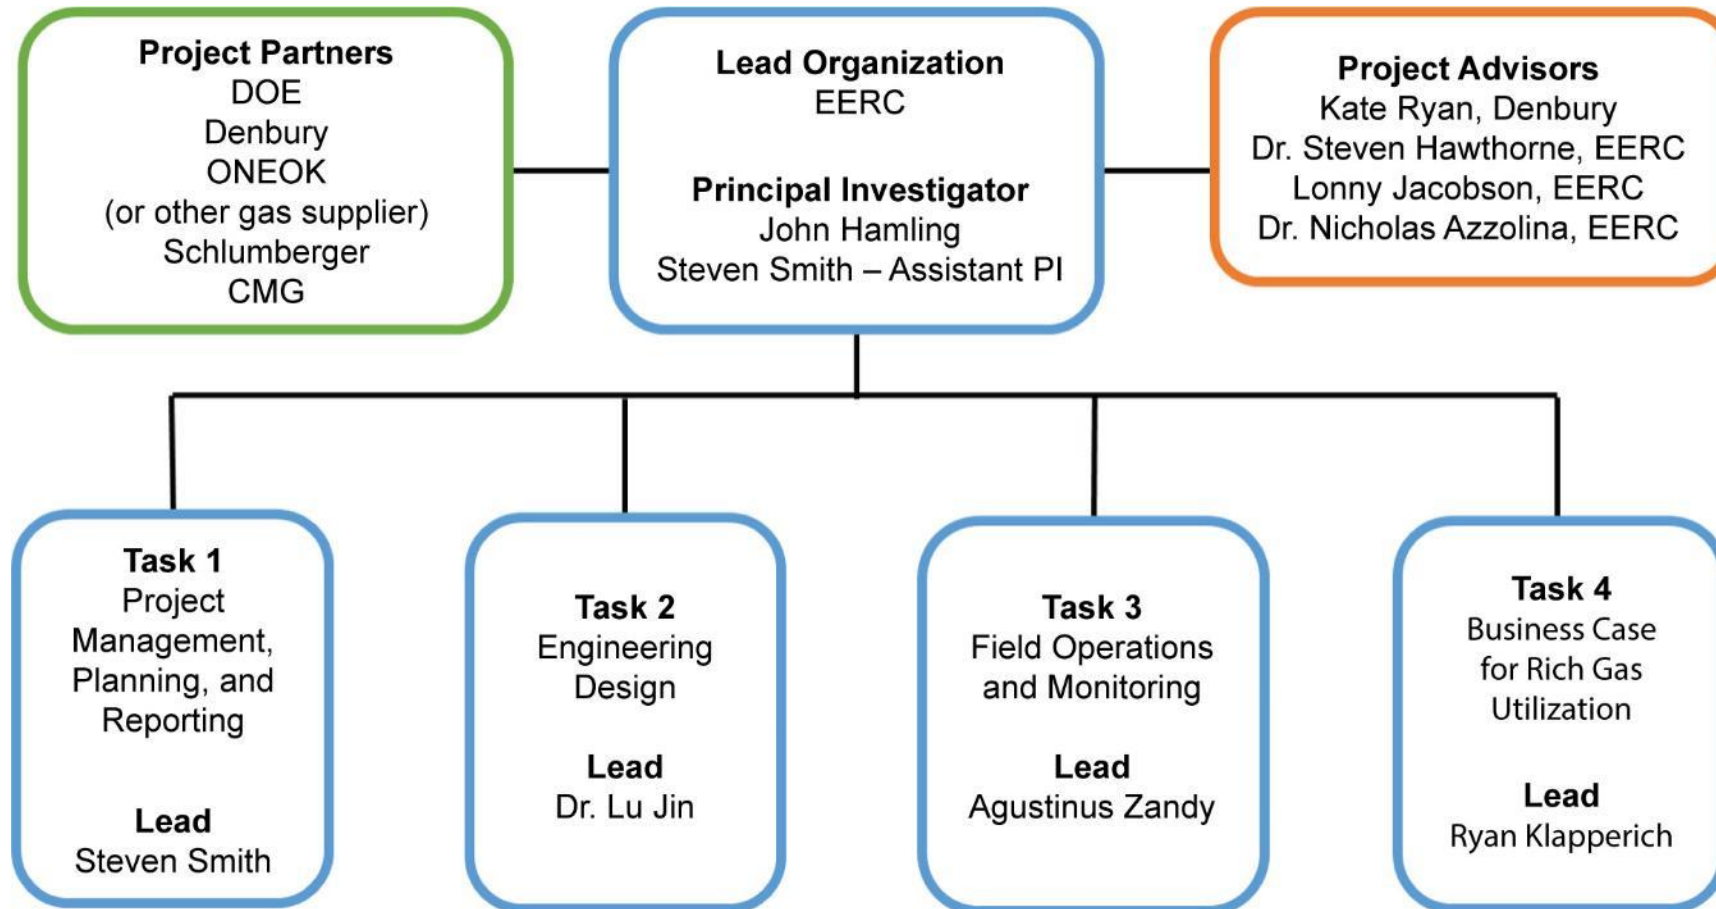 Project Partners
DOE
Denbury
ONEOK
(or other gas supplier)
Schlumberger
CMG
Lead Organization
EERC
Principal Investigator
John Hamling
Steven Smith – Assistant PI
Project Advisors
Kate Ryan, Denbury
Dr. Steven Hawthorne, EERC
Lonny Jacobson, EERC
Dr. Nicholas Azzolina, EERC
Task 1
Project
Management,
Planning, and
Reporting
Lead
Steven Smith
Task 2
Engineering
Design
Lead
Dr. Lu Jin
Task 3
Field Operations
and Monitoring
Lead
Agustinus Zandy
Task 4
Business Case
for Rich Gas
Utilization
Lead
Ryan Klapperich